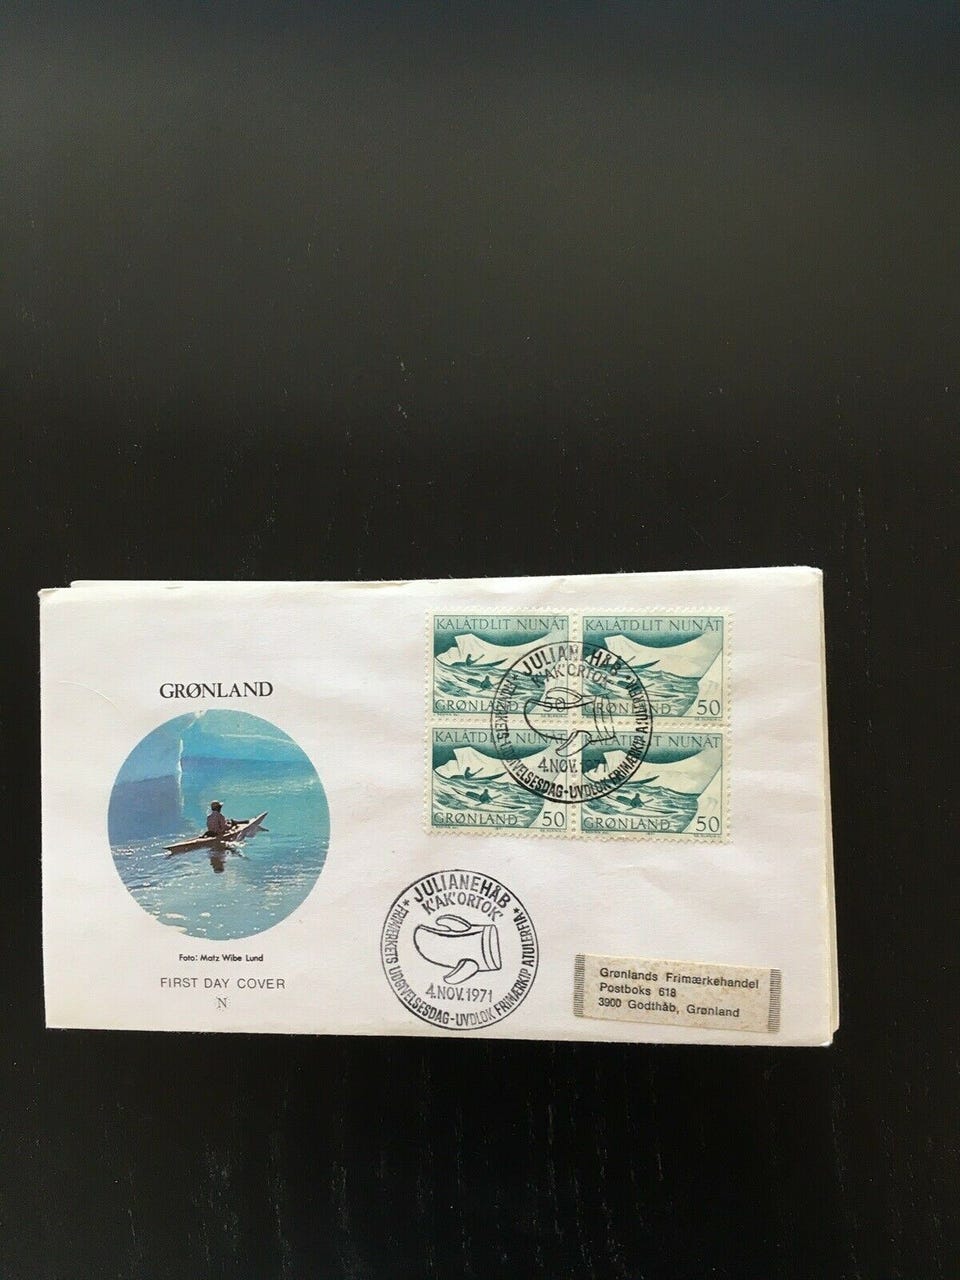 GRØNLAND
Foto: Matz Wibe Lund
FIRST DAY COVER
N
KALÂTDLIT NUNÂT
GRØNLAND 50
KALÂTDLIT NUNÂT
GRØNLAND 50
KALÂTDLIT NUNÂT
GRØNLAND 50
KALÂTDLIT NUNÂT
GRØNLAND 50
JULIANEHÅB
K'AK'ORTOK'
4.NOV.1971
FRIMÆRKETS UDGIVELSESDAG-UVDLOK FRIMÆRKIP ATULERFIA
JULIANEHÅB
K'AK'ORTOK'
4.NOV.1971
* FRIMÆRKETS UDGIVELSESDAG-UVDLOK FRIMÆRKIP ATULERFIA *
Grønlands Frimærkehandel
Postboks 618
3900 Godthåb, Grønland